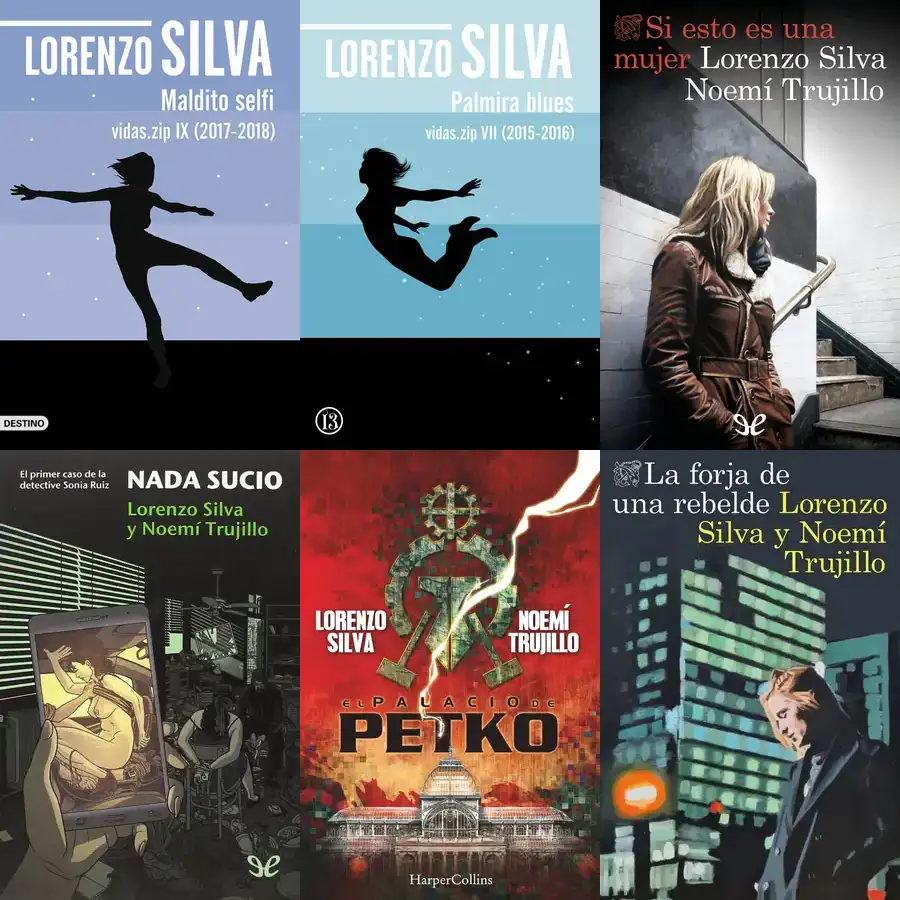 LORENZO SILVA
Maldito selfi
vidas.zip IX (2017-2018)
DESTINO
LORENZO SILVA
Palmira blues
vidas.zip VII (2015-2016)
13
Si esto es una
mujer Lorenzo Silva
Noemí Trujillo
El primer caso de la
detective Sonia Ruiz
NADA SUCIO
Lorenzo Silva
y Noemí Trujillo
LORENZO
SILVA
NOEMÍ
TRUJILLO
EL PALACIO DE
PETKO
HarperCollins
La forja de
una rebelde Lorenzo
Silva y Noemí
Trujillo